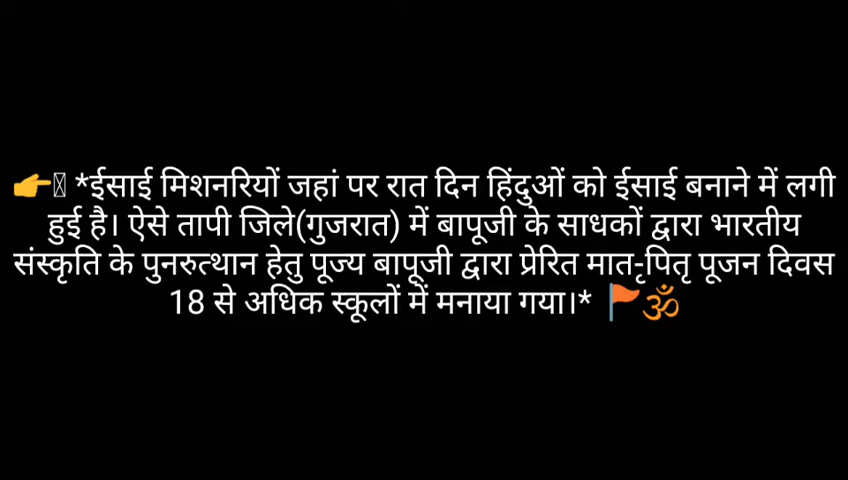 👉 *ईसाई मिशनरियों जहां पर रात दिन हिंदुओं को ईसाई बनाने में लगी
हुई है। ऐसे तापी जिले(गुजरात) में बापूजी के साधकों द्वारा भारतीय
संस्कृति के पुनरुत्थान हेतु पूज्य बापूजी द्वारा प्रेरित मातृ-पितृ पूजन दिवस
18 से अधिक स्कूलों में मनाया गया।* 🚩🕉